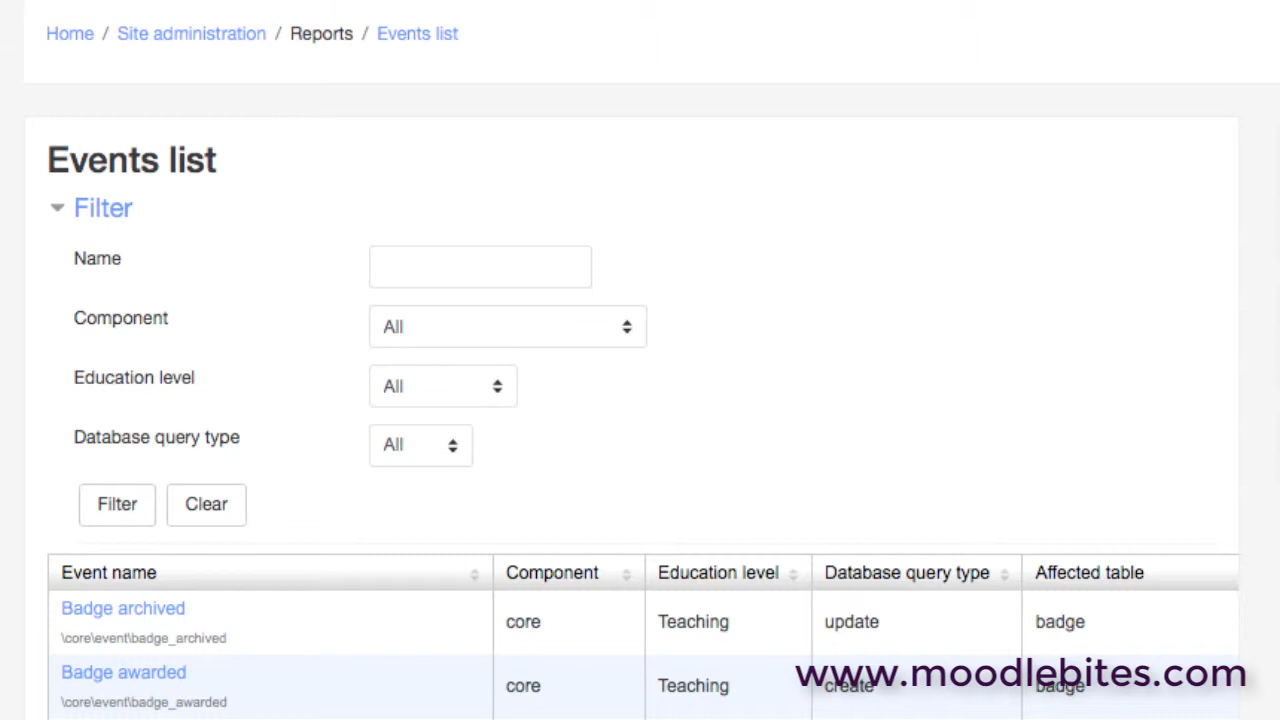 Home / Site administration / Reports / Events list
Events list
Filter
Name
Component All
Education level All
Database query type All
Filter Clear
Event name Component Education level Database query type Affected table
Badge archived
\core\event\badge_archived
core Teaching update badge
Badge awarded
\core\event\badge_awarded
core Teaching create badge
www.moodlebites.com